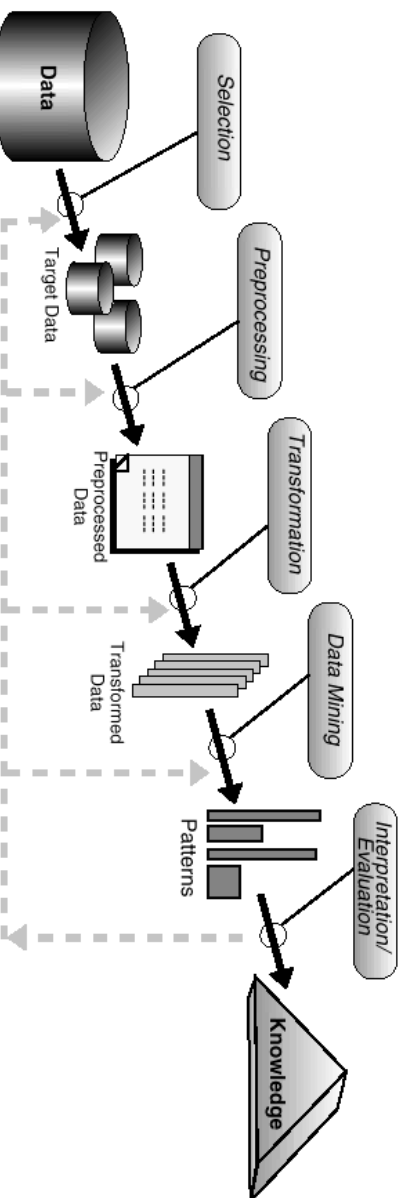 Data
Selection
Target Data
Preprocessing
Preprocessed
Data
Transformation
Transformed
Data
Data Mining
Patterns
Interpretation/
Evaluation
Knowledge